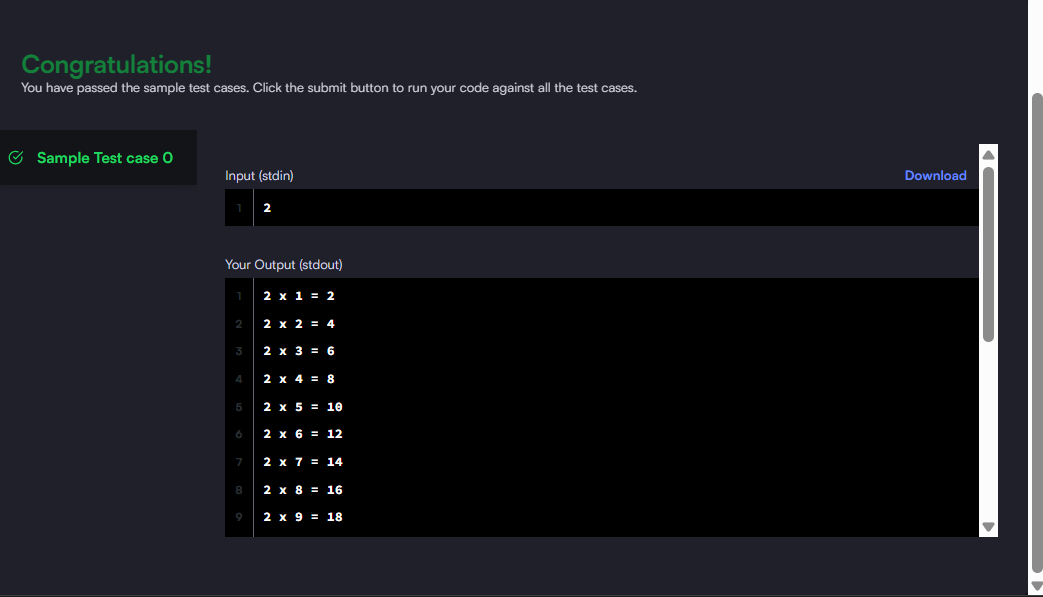 Congratulations!
You have passed the sample test cases. Click the submit button to run your code against all the test cases.
Sample Test case 0
Input (stdin)
Download
1 2
Your Output (stdout)
1 2 x 1 = 2
2 2 x 2 = 4
3 2 x 3 = 6
4 2 x 4 = 8
5 2 x 5 = 10
6 2 x 6 = 12
7 2 x 7 = 14
8 2 x 8 = 16
9 2 x 9 = 18